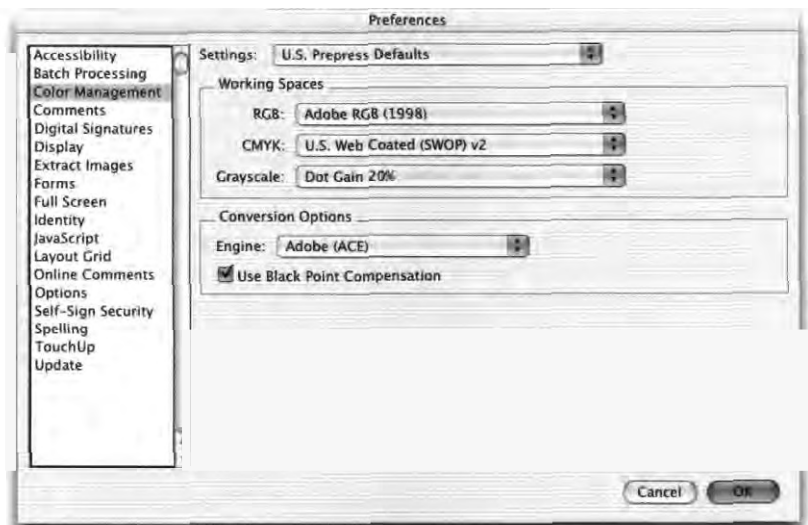 Preferences
Accessibility
Batch Processing
Color Management
Comments
Digital Signatures
Display
Extract Images
Forms
Full Screen
Identity
JavaScript
Layout Grid
Online Comments
Options
Self-Sign Security
Spelling
TouchUp
Update
Settings: U.S. Prepress Defaults
Working Spaces
RGB: Adobe RGB (1998)
CMYK: U.S. Web Coated (SWOP) v2
Grayscale: Dot Gain 20%
Conversion Options
Engine: Adobe (ACE)
Use Black Point Compensation
Cancel OK